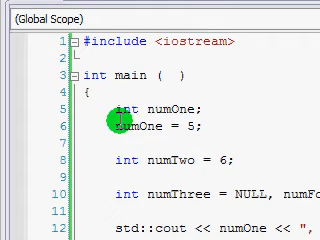 (Global Scope)
1 #include <iostream>
2
3 int main ( )
4 {
5 int numOne;
6 numOne = 5;
7
8 int numTwo = 6;
9
10 int numThree = NULL, numFo
11
12 std::cout << numOne << ",